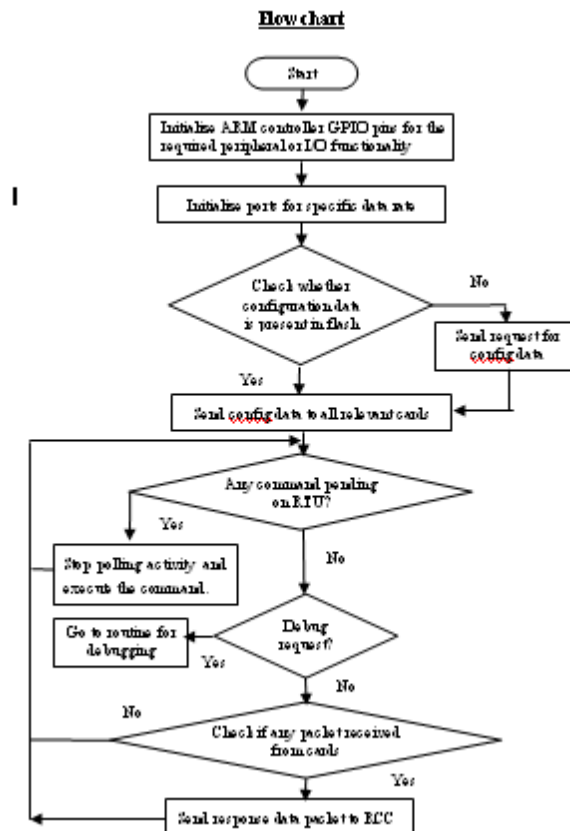 Flow chart
Start
Initialise ARM controller GPIO pins for the
required peripheral or I/O functionality
Initialise ports for specific data rate
Check whether
configuration data
is present in flash
No
Send request for
config data
Yes
Send config data to all relevant cards
Any command pending
on RTU?
Yes
Stop polling activity and
execute the command.
No
Go to routine for
debugging
Debug
request?
Yes
No
No
Check if any packet received
from cards
Yes
Send response data packet to RCC